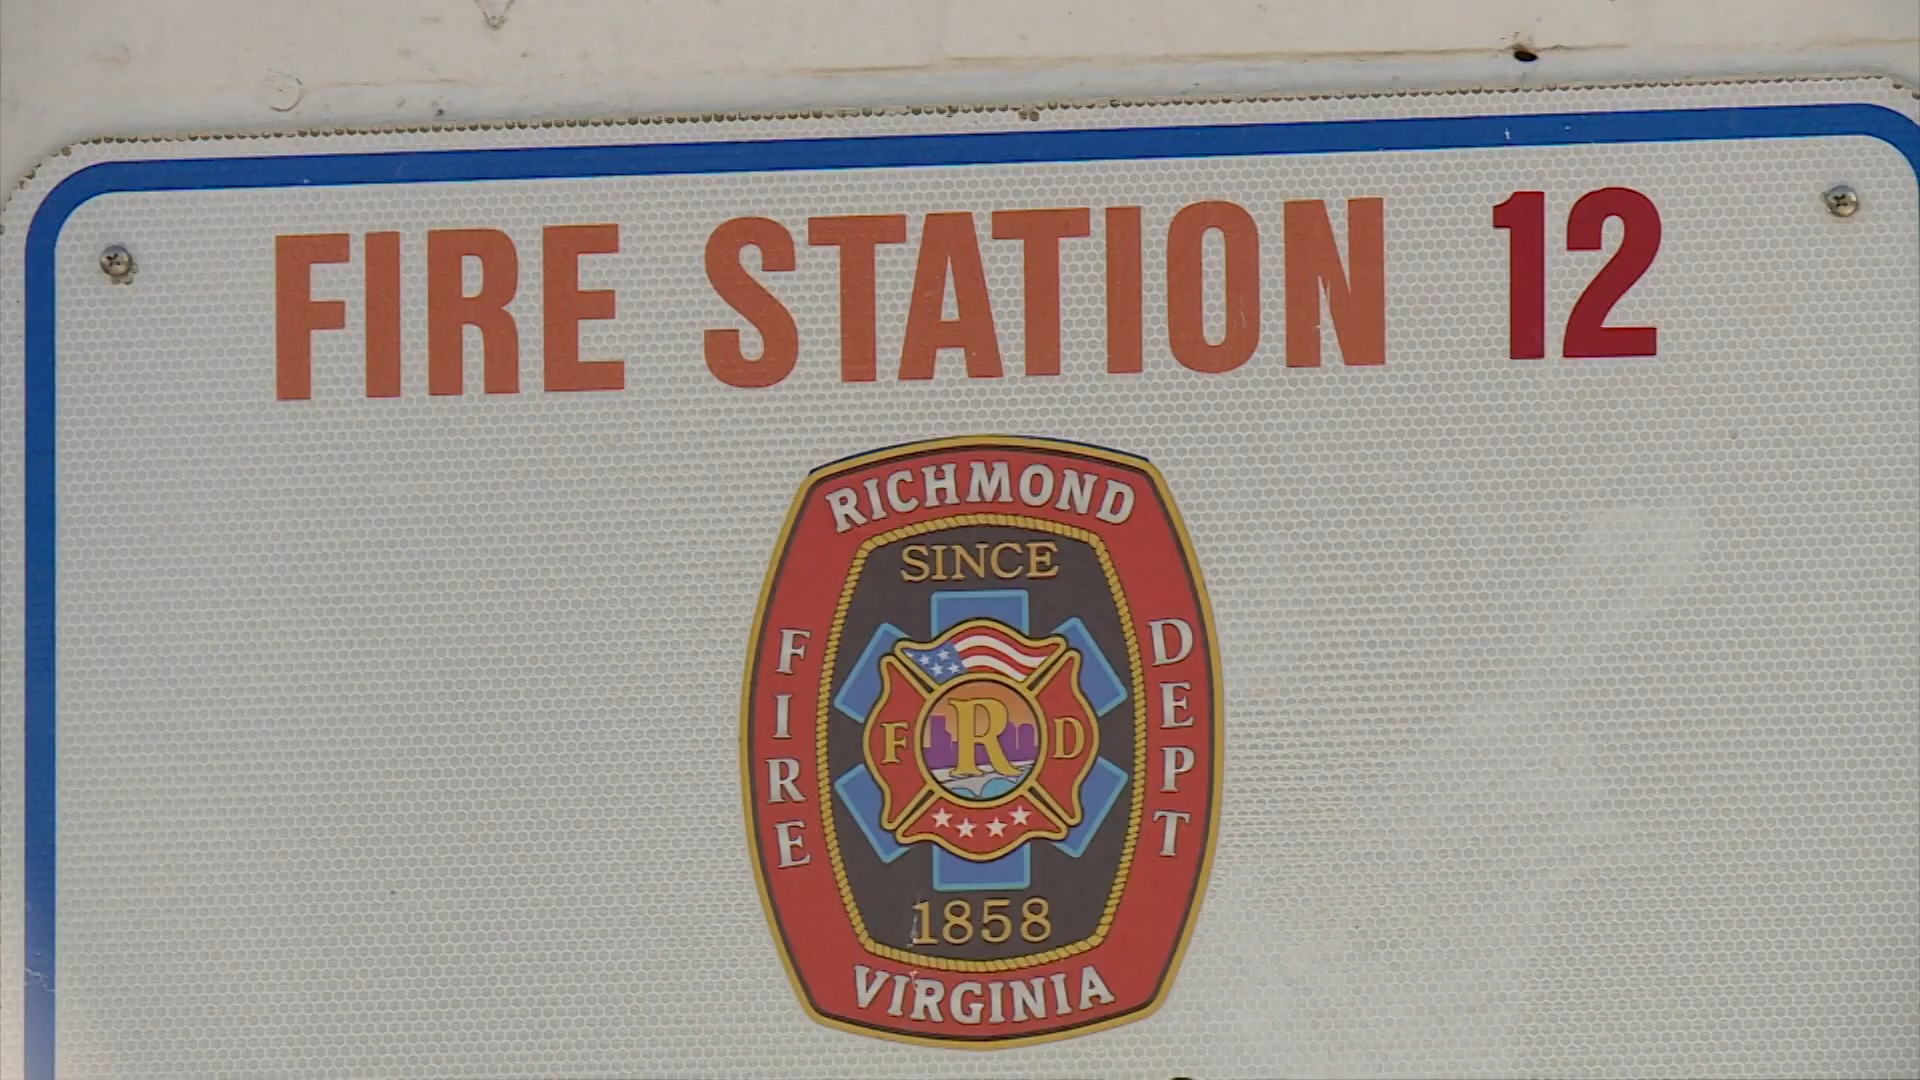 FIRE STATION 12
RICHMOND
SINCE
FIRE
F R D
DEPT
1858
VIRGINIA